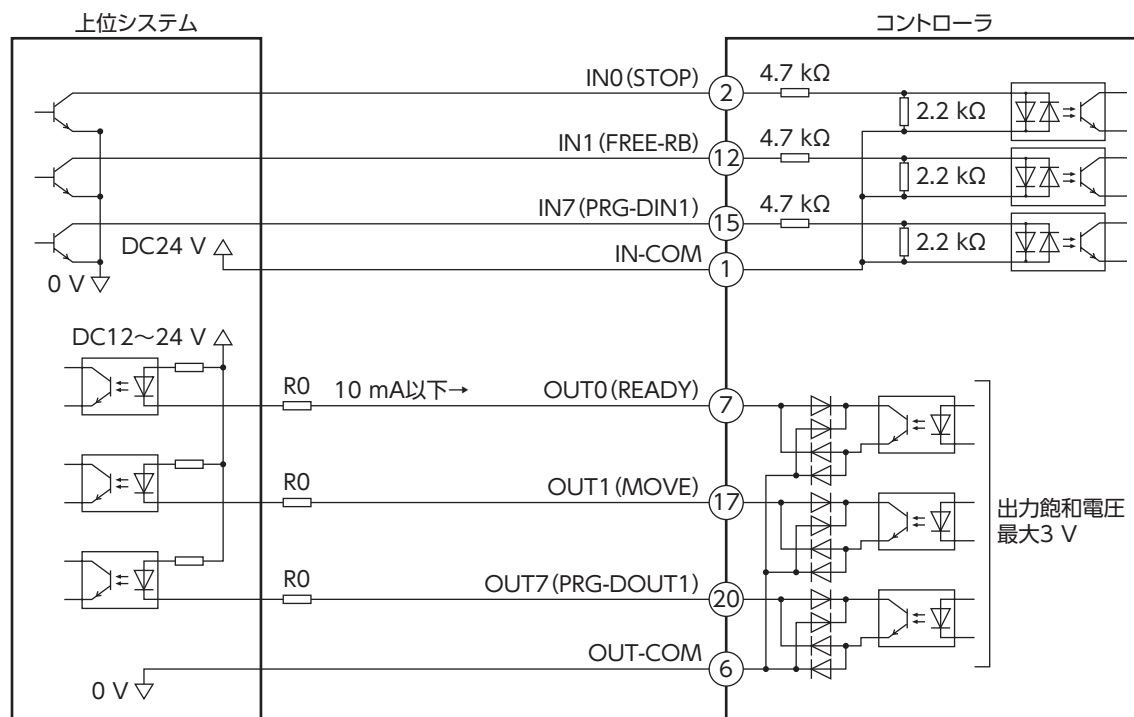 上位システム
コントローラ
IN0(STOP)
2
4.7 kΩ
2.2 kΩ
IN1(FREE-RB)
12
4.7 kΩ
2.2 kΩ
IN7(PRG-DIN1)
15
4.7 kΩ
2.2 kΩ
DC24 V
IN-COM
1
0 V
DC12～24 V
R0
10 mA以下→
OUT0(READY)
7
R0
OUT1(MOVE)
17
出力飽和電圧
最大3 V
R0
OUT7(PRG-DOUT1)
20
OUT-COM
6
0 V